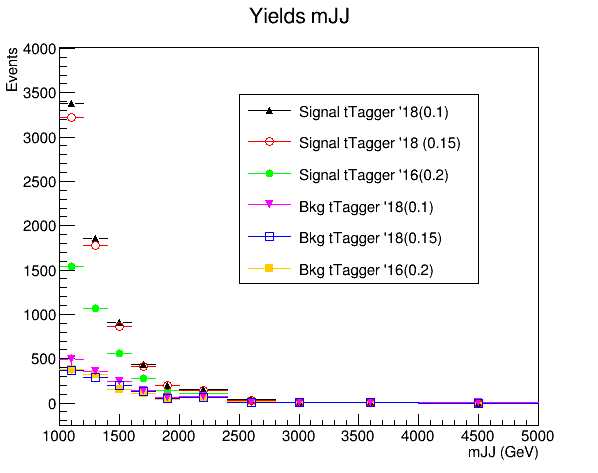 Yields mJJ
Events
4000
3500
3000
2500
2000
1500
1000
500
0
Signal tTagger '18(0.1)
Signal tTagger '18 (0.15)
Signal tTagger '16(0.2)
Bkg tTagger '18(0.1)
Bkg tTagger '18(0.15)
Bkg tTagger '16(0.2)
1000 1500 2000 2500 3000 3500 4000 4500 5000
mJJ (GeV)